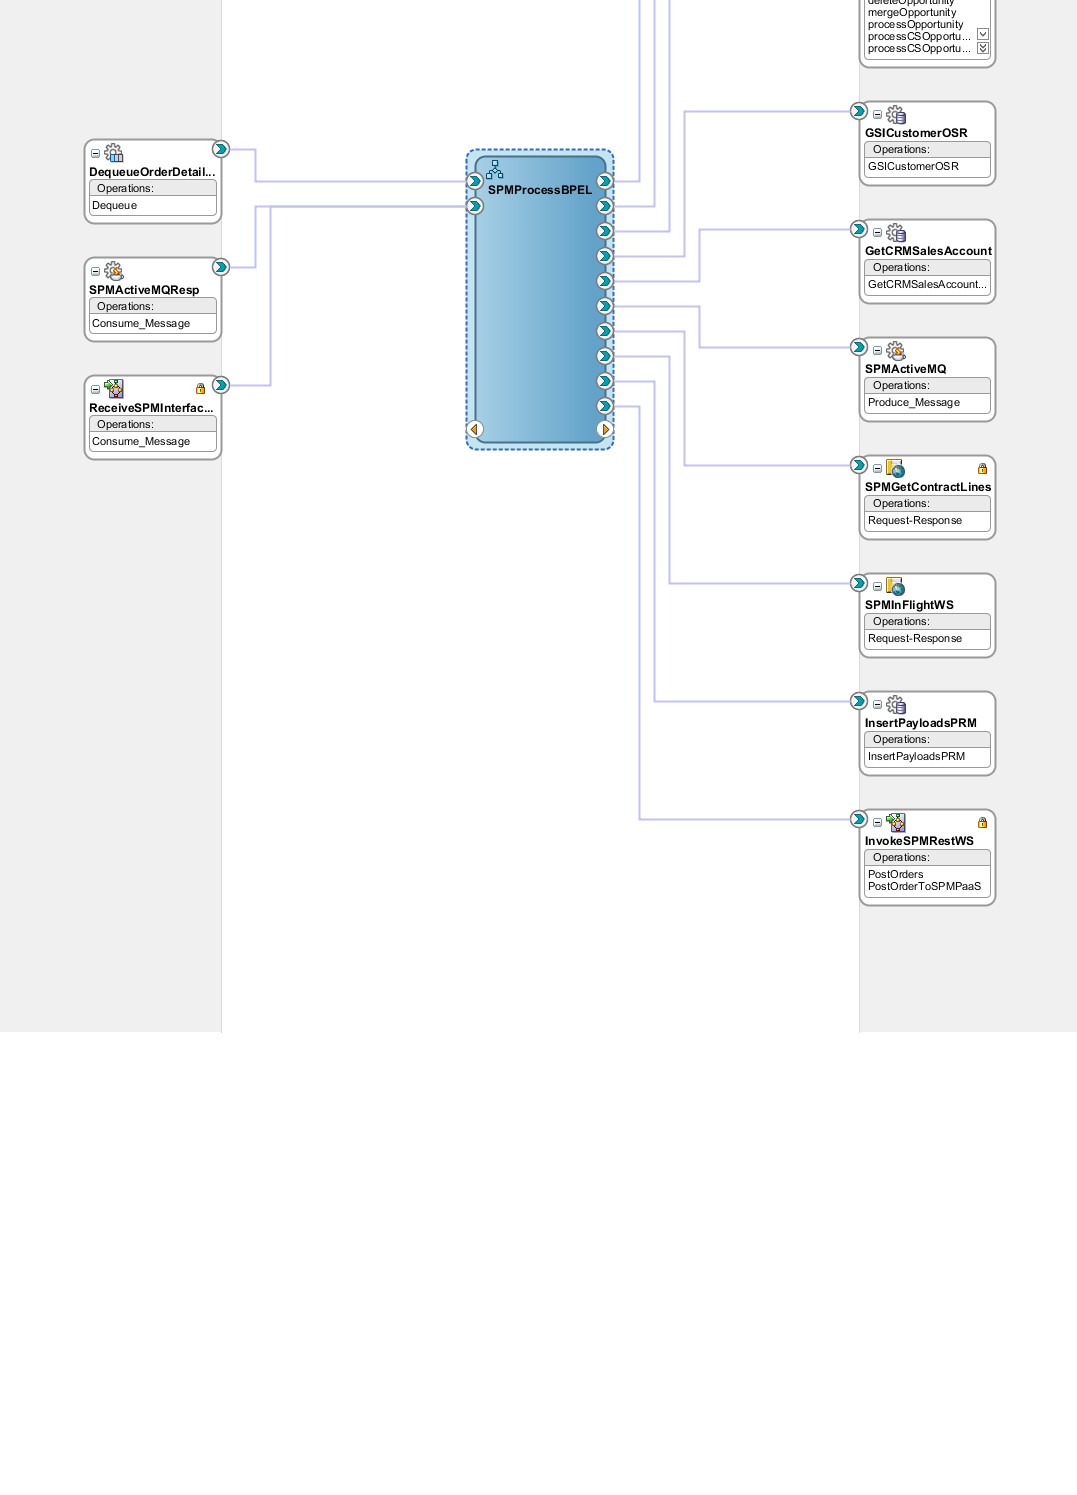 deleteOpportunity
mergeOpportunity
processOpportunity
processCSOpportu...
processCSOpportu...
GSICustomerOSR
Operations:
GSICustomerOSR
DequeueOrderDetail...
Operations:
Dequeue
SPMProcessBPEL
GetCRMSalesAccount
Operations:
GetCRMSalesAccount...
SPMActiveMQResp
Operations:
Consume_Message
SPMActiveMQ
Operations:
Produce_Message
ReceiveSPMInterfac...
Operations:
Consume_Message
SPMGetContractLines
Operations:
Request-Response
SPMInFlightWS
Operations:
Request-Response
InsertPayloadsPRM
Operations:
InsertPayloadsPRM
InvokeSPMRestWS
Operations:
PostOrders
PostOrderToSPMPaaS